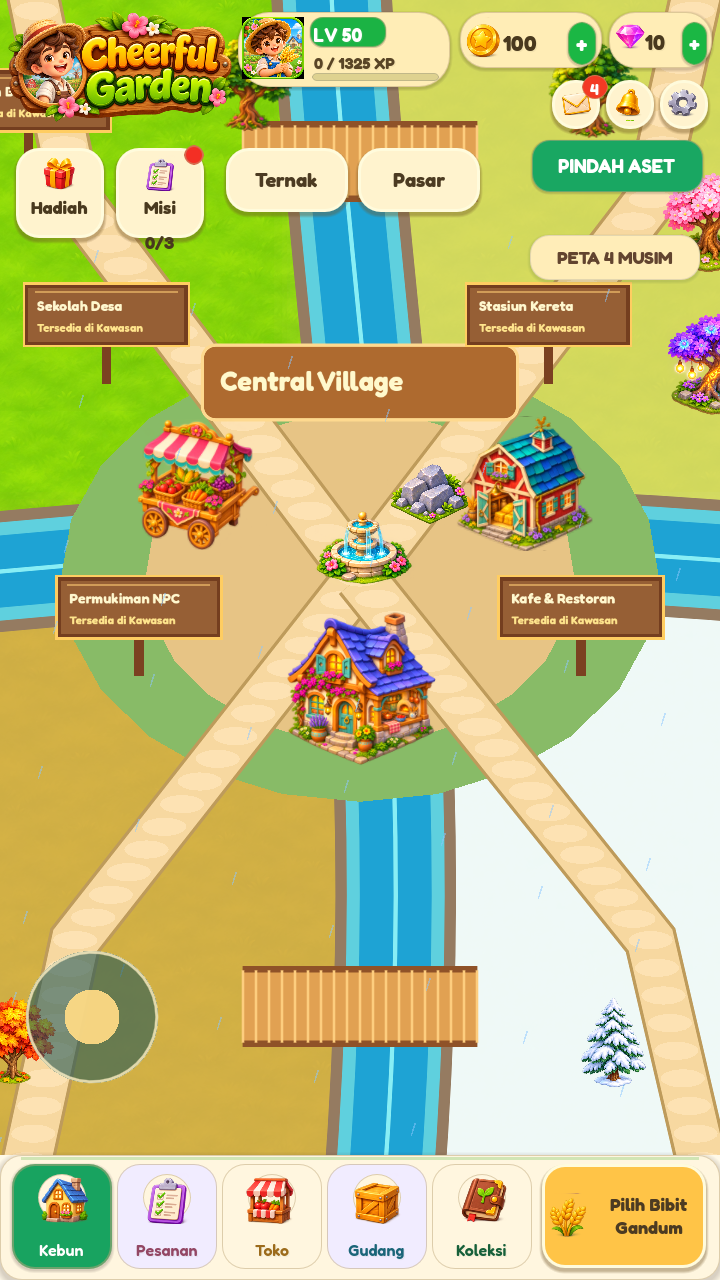 Cheerful
Garden
LV 50
0 / 1325 XP
100
+
10
+
4
Hadiah
Misi
0/3
Ternak
Pasar
PINDAH ASET
PETA 4 MUSIM
Sekolah Desa
Tersedia di Kawasan
Stasiun Kereta
Tersedia di Kawasan
Central Village
Permukiman NPC
Tersedia di Kawasan
Kafe & Restoran
Tersedia di Kawasan
Kebun
Pesanan
Toko
Gudang
Koleksi
Pilih Bibit
Gandum